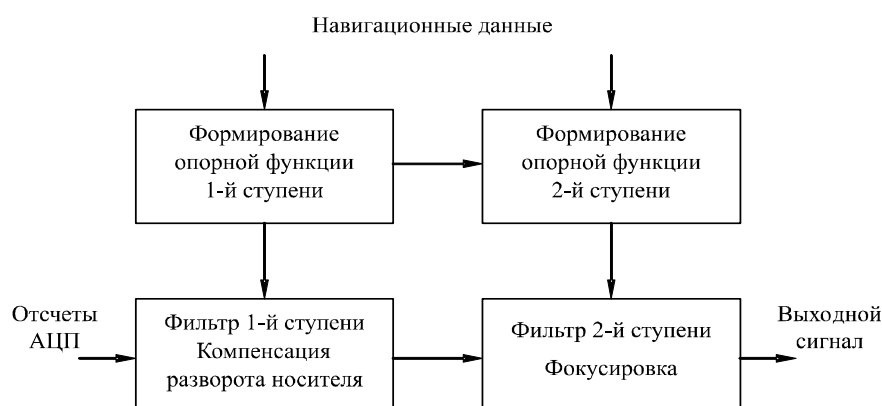 Навигационные данные
Формирование
опорной функции
1-й ступени
Формирование
опорной функции
2-й ступени
Отсчеты
АЦП
Фильтр 1-й ступени
Компенсация
разворота носителя
Фильтр 2-й ступени
Фокусировка
Выходной
сигнал